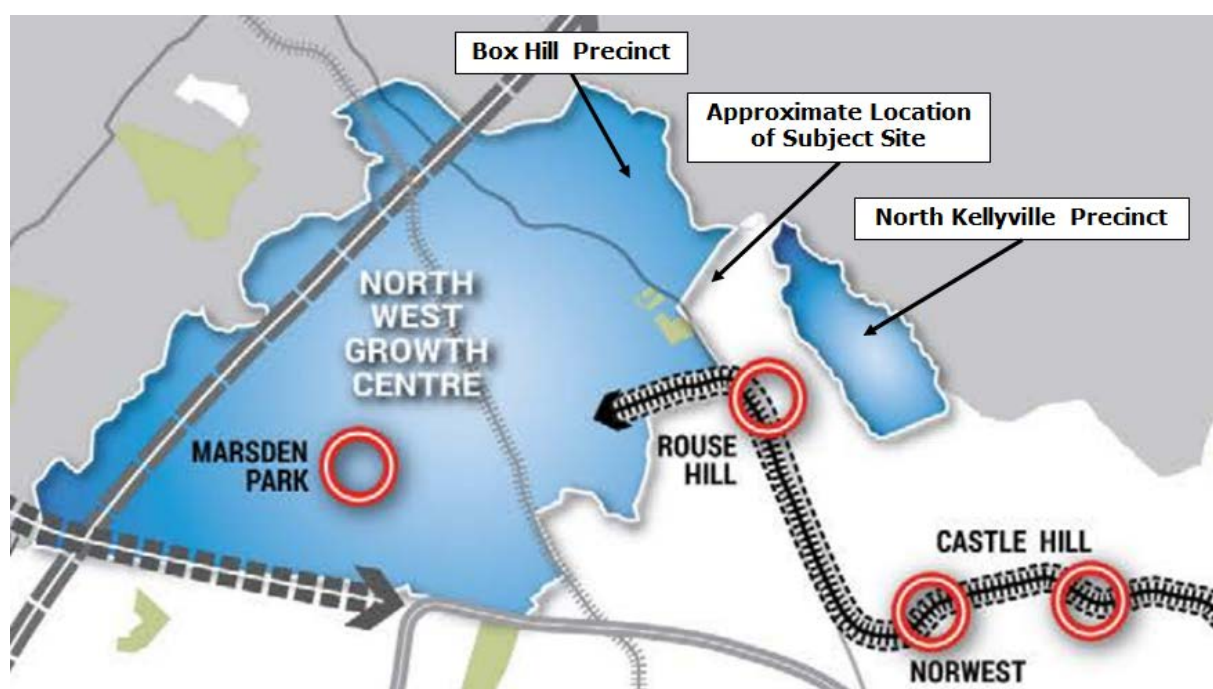 Box Hill Precinct
Approximate Location
of Subject Site
North Kellyville Precinct
NORTH
WEST
GROWTH
CENTRE
MARSDEN
PARK
ROUSE
HILL
CASTLE HILL
NORWEST